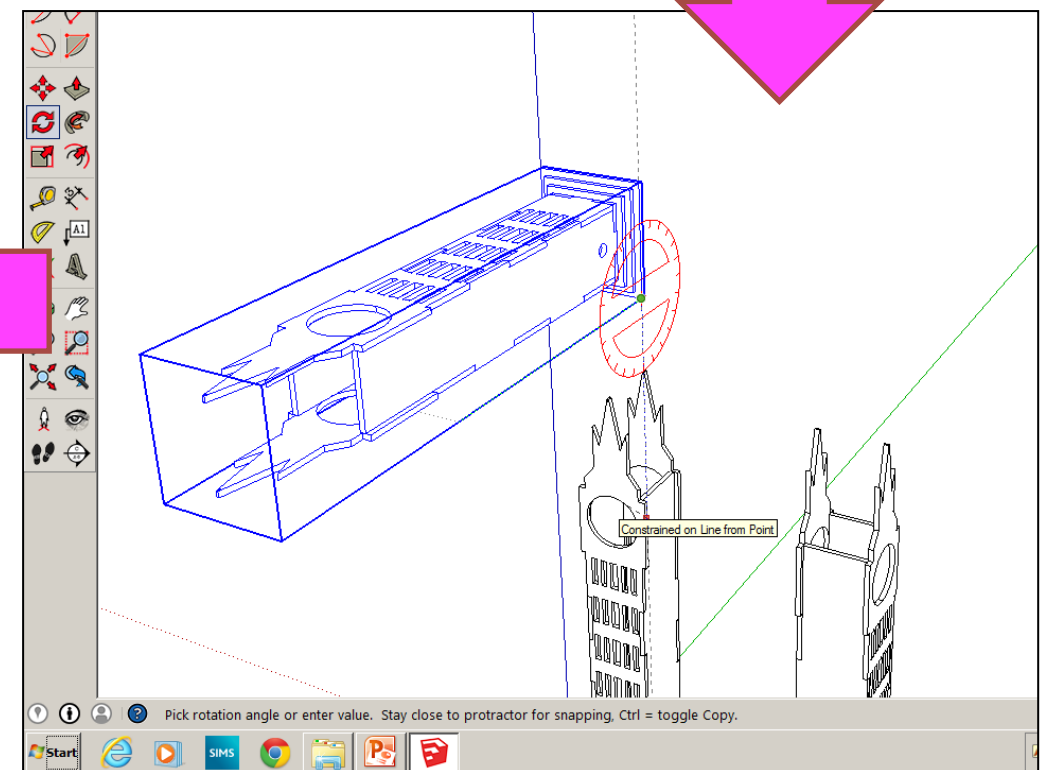 A1
Constrained on Line from Point
Pick rotation angle or enter value. Stay close to protractor for snapping, Ctrl = toggle Copy.
Start
SIMS